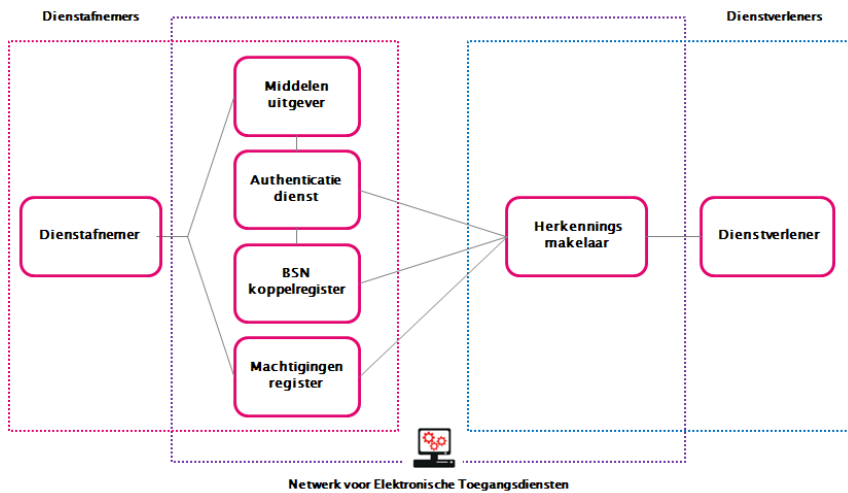 Dienstafnemers
Dienstverleners
Middelen
uitgever
Authenticatie
dienst
Dienstafnemer
Herkennings
makelaar
Dienstverlener
BSN
koppelregister
Machtigingen
register
Netwerk voor Elektronische Toegangsdiensten